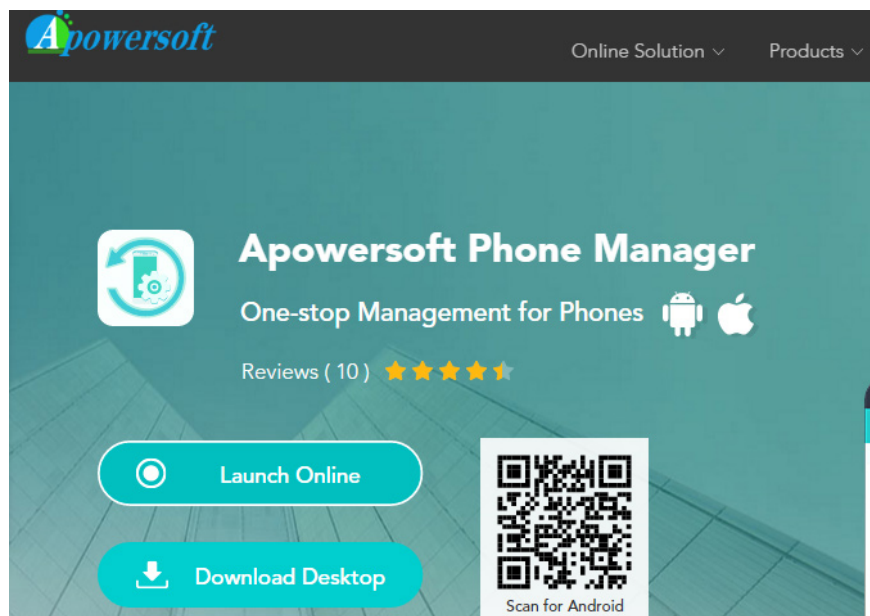 Apowersoft
Online Solution
Products
Apowersoft Phone Manager
One-stop Management for Phones
Reviews ( 10 )
Launch Online
Download Desktop
Scan for Android